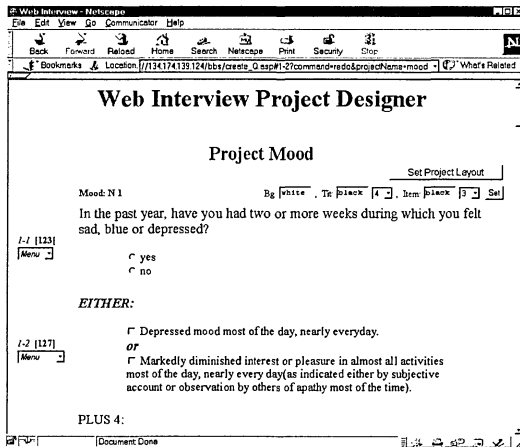 Web Interview - Netscape
File Edit View Go Communicator Help
Back Forward Reload Home Search Netscape Print Security Stop
Bookmarks Location: //134.174.139.124/bbs/create_Q.asp#1-2?command=redo&projectName=mood What's Related
Web Interview Project Designer
Project Mood
Set Project Layout
Mood: N 1 Bg white , Tit black 4 , Item: black 3 Set
In the past year, have you had two or more weeks during which you felt
sad, blue or depressed?
1-1 [123]
Menu
yes
no
EITHER:
Depressed mood most of the day, nearly everyday.
1-2 [127]
Menu
or
Markedly diminished interest or pleasure in almost all activities
most of the day, nearly every day(as indicated either by subjective
account or observation by others of apathy most of the time).
PLUS 4:
Document Done